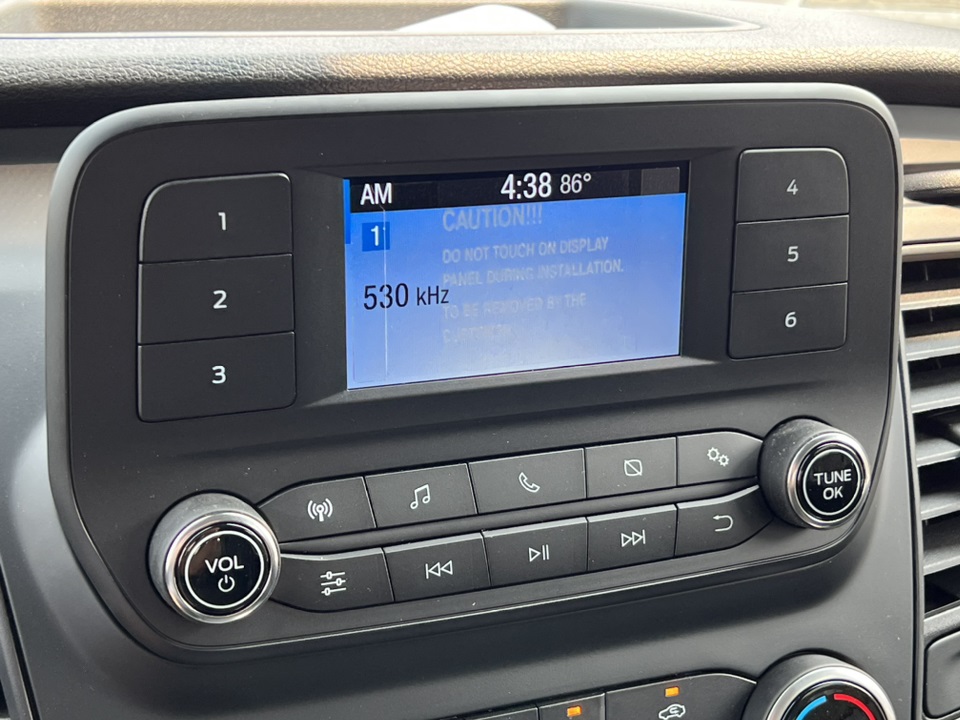 1
2
3
AM 4:38 86°
1
530 kHz
CAUTION!!!
DO NOT TOUCH ON DISPLAY
PANEL DURING INSTALLATION.
TO BE REMOVED BY THE
CUSTOMER.
4
5
6
VOL
TUNE
OK